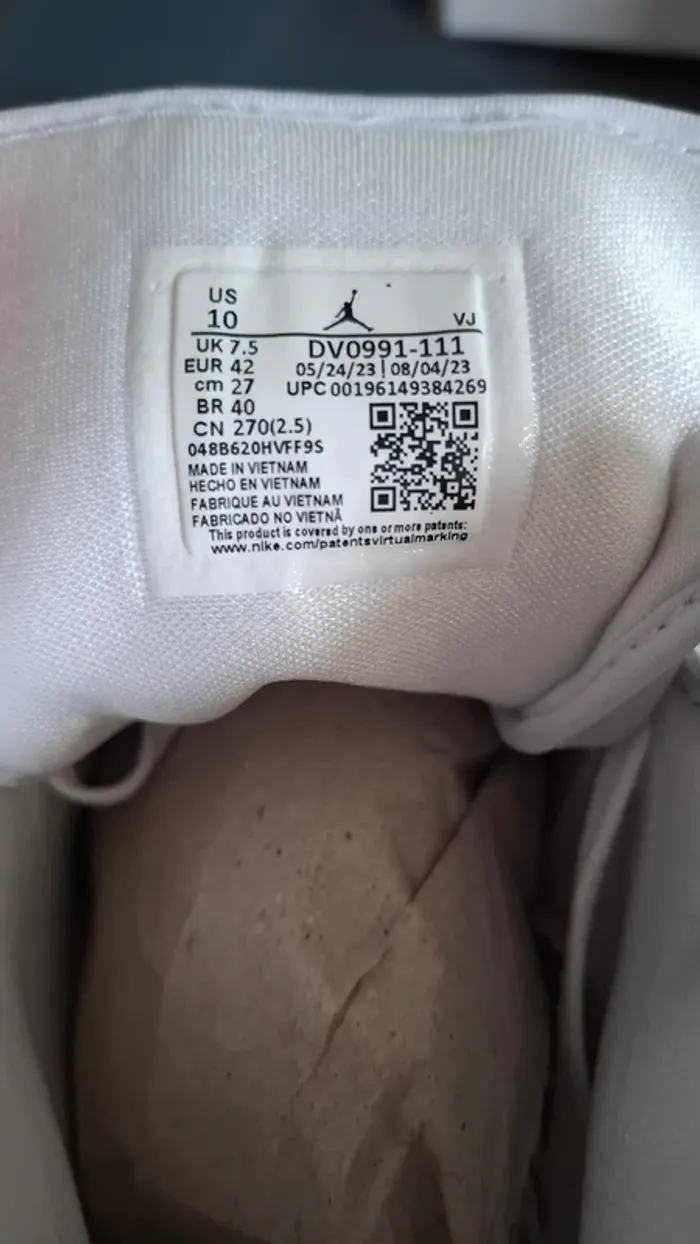 US
10
VJ
UK 7.5 DV0991-111
EUR 42 05/24/23 | 08/04/23
cm 27 UPC 00196149384269
BR 40
CN 270(2.5)
048B620HVFF9S
MADE IN VIETNAM
HECHO EN VIETNAM
FABRIQUE AU VIETNAM
FABRICADO NO VIETNÃ
This product is covered by one or more patents:
www.nike.com/patentsvirtualmarking